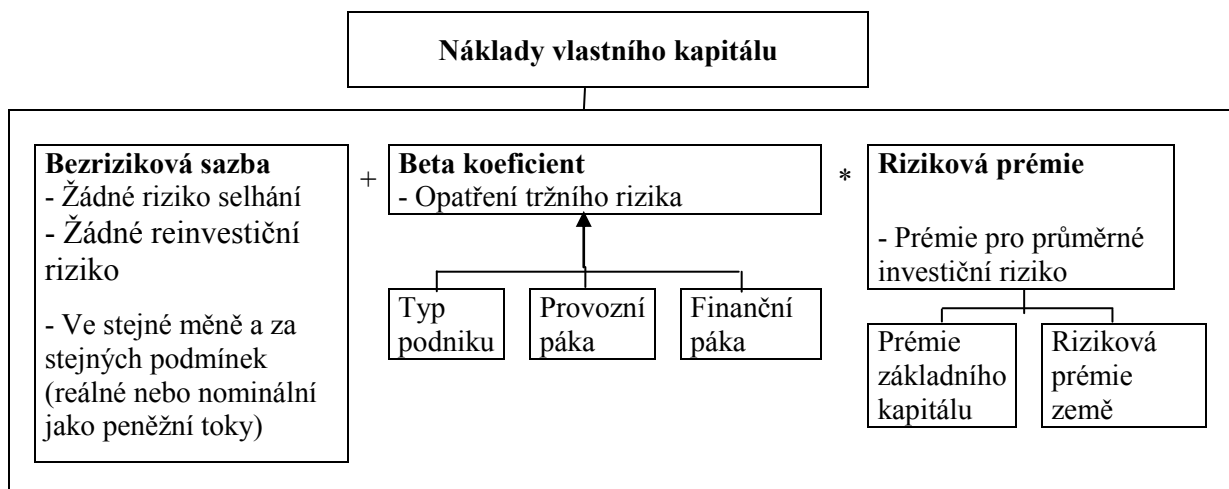 Náklady vlastního kapitálu
Bezriziková sazba
- Žádné riziko selhání
- Žádné reinvestiční
riziko
- Ve stejné měně a za
stejných podmínek
(reálné nebo nominální
jako peněžní toky)
+
Beta koeficient
- Opatření tržního rizika
*
Riziková prémie
- Prémie pro průměrné
investiční riziko
Typ
podniku
Provozní
páka
Finanční
páka
Prémie
základního
kapitálu
Riziková
prémie
země